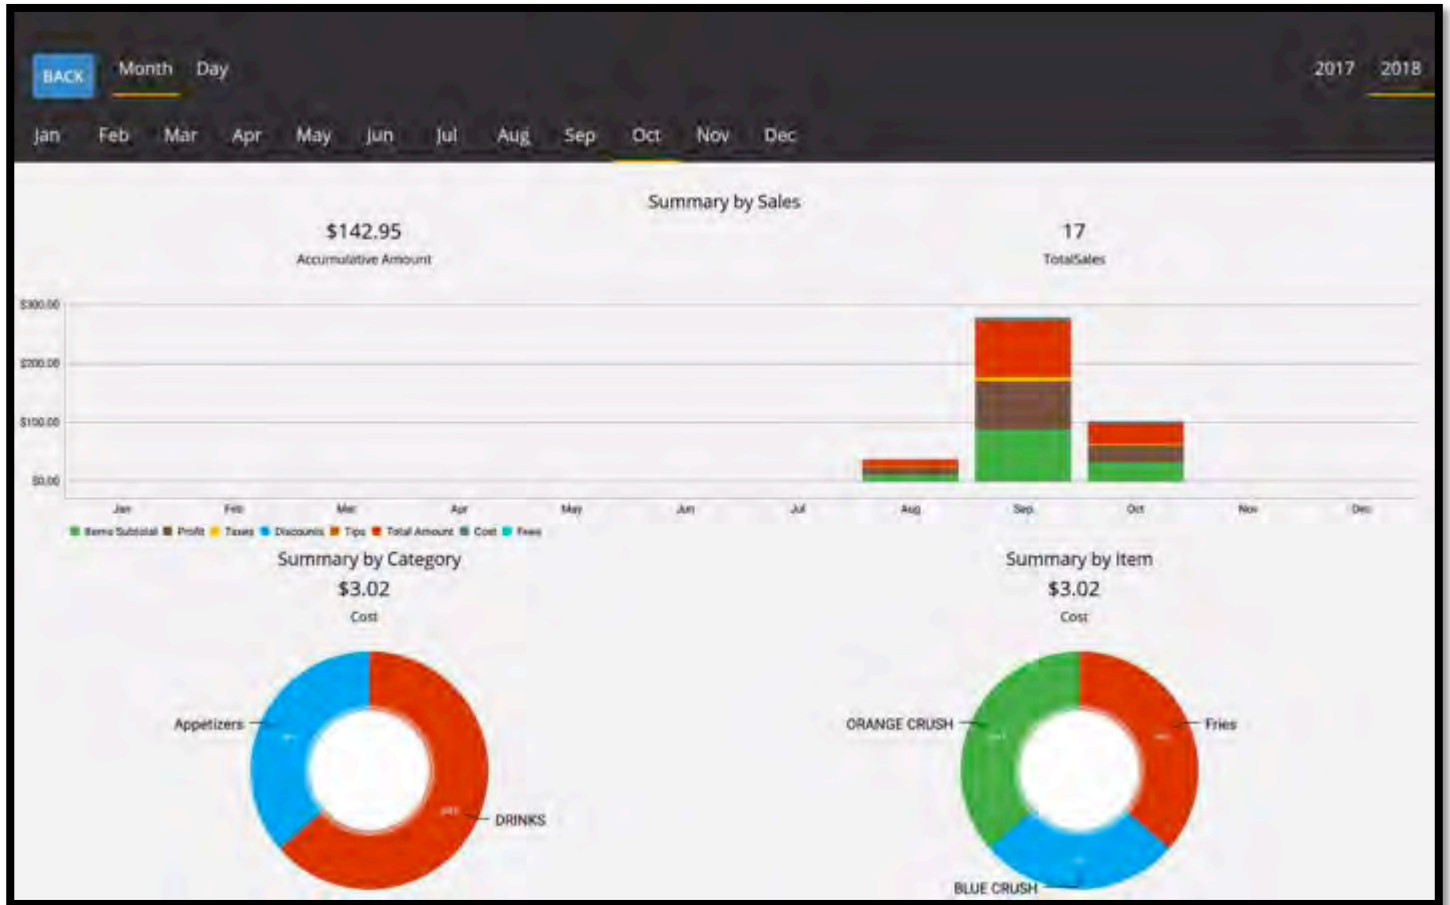 BACK Month Day 2017 2018
Jan Feb Mar Apr May Jun Jul Aug Sep Oct Nov Dec
Summary by Sales
$142.95 17
Accumulative Amount TotalSales
$300.00
$200.00
$100.00
$0.00
Jan Feb Mar Apr May Jun Jul Aug Sep Oct Nov Dec
Items Subtotal Profit Taxes Discounts Tips Total Amount Cost Fees
Summary by Category Summary by Item
$3.02 $3.02
Cost Cost
Appetizers ORANGE CRUSH Fries
DRINKS
BLUE CRUSH